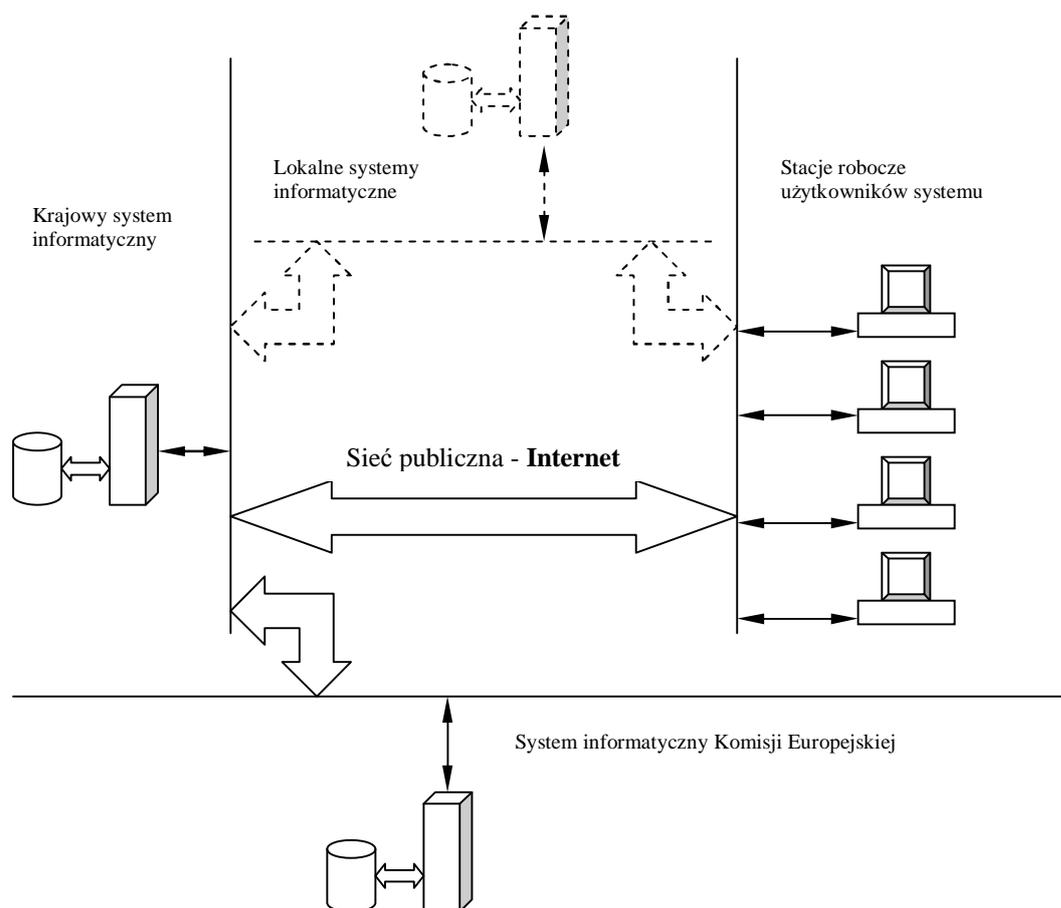 Lokalne systemy
informatyczne
Stacje robocze
użytkowników systemu
Krajowy system
informatyczny
Sieć publiczna - Internet
System informatyczny Komisji Europejskiej